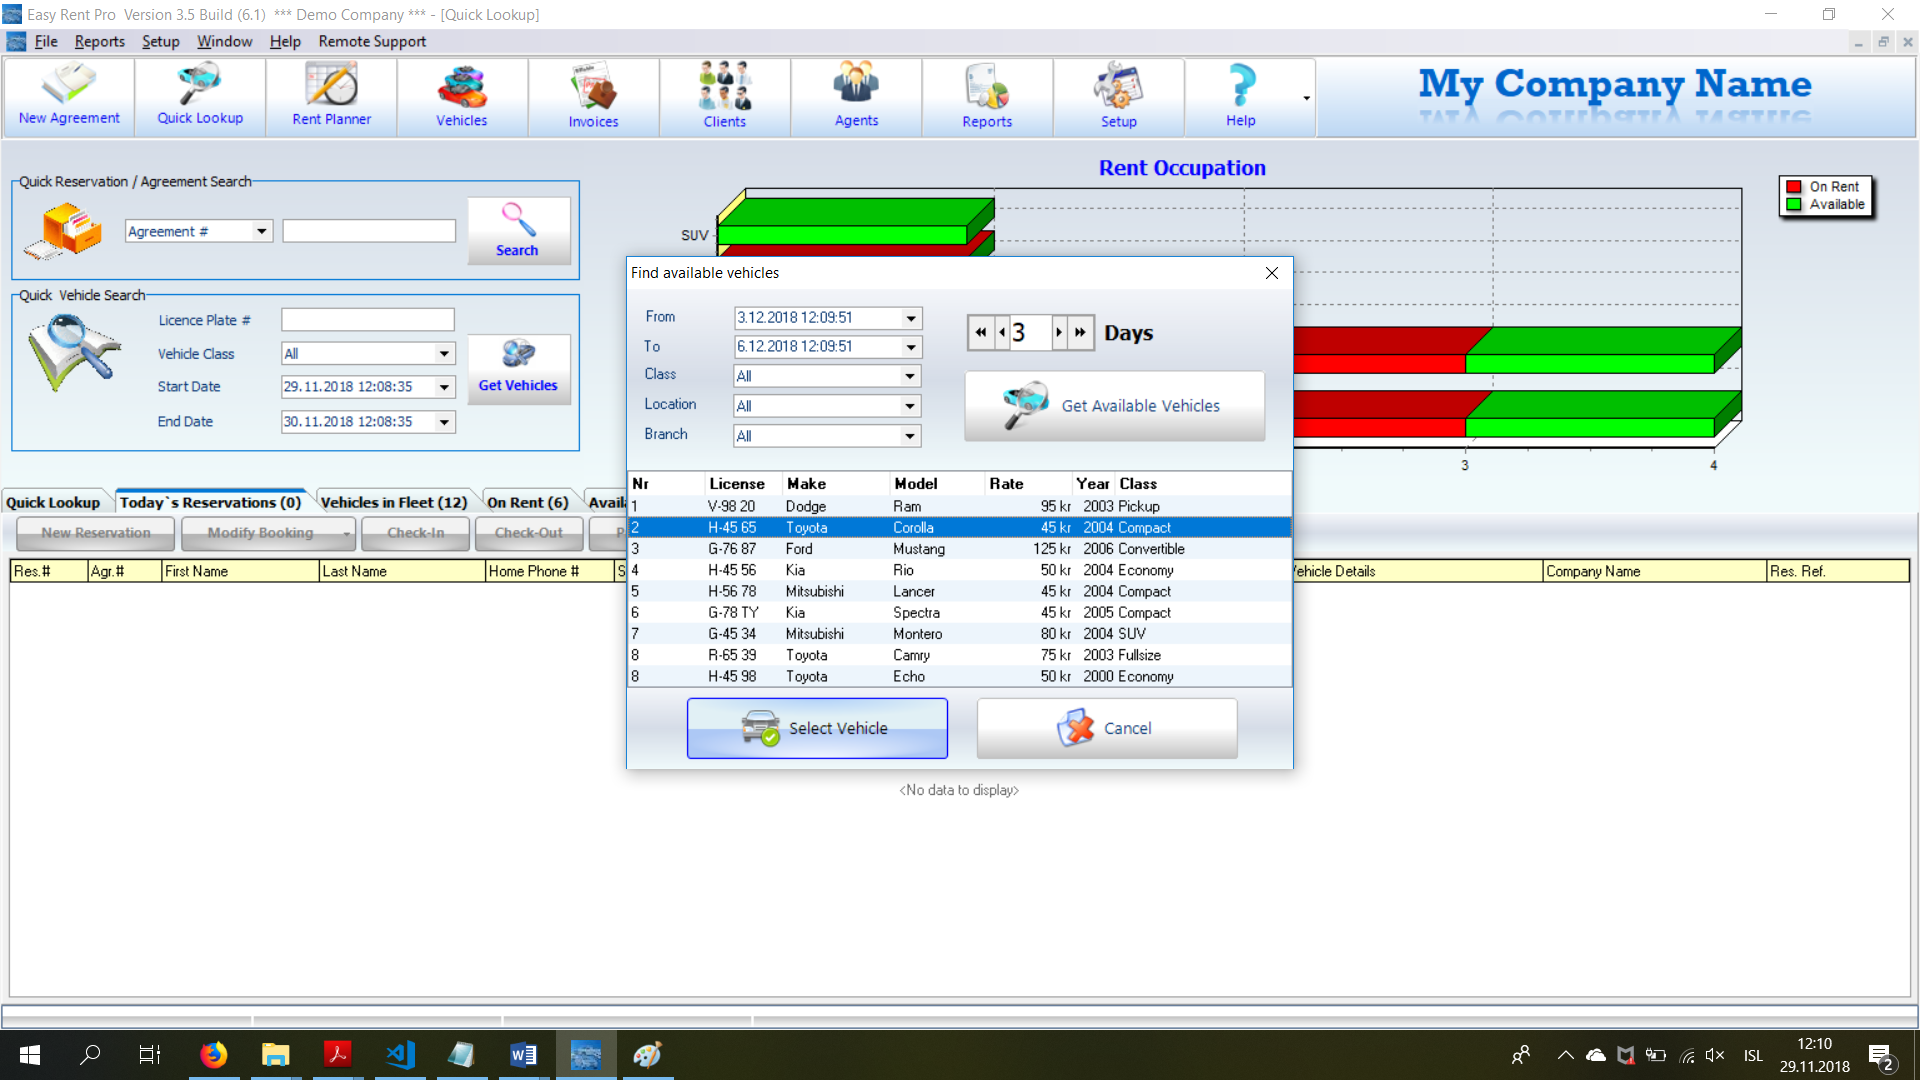 Easy Rent Pro  Version 3.5 Build (6.1)  *** Demo Company *** - [Quick Lookup]
File Reports Setup Window Help Remote Support
New Agreement Quick Lookup Rent Planner Vehicles Invoices Clients Agents Reports Setup Help
My Company Name
Quick Reservation / Agreement Search
Agreement #
Search
Quick Vehicle Search
Licence Plate #
Vehicle Class All
Start Date 29.11.2018 12:08:35
End Date 30.11.2018 12:08:35
Get Vehicles
Rent Occupation
On Rent
Available
SUV
3 4
Find available vehicles
From 3.12.2018 12:09:51
To 6.12.2018 12:09:51
Class All
Location All
Branch All
3 Days
Get Available Vehicles
Nr License Make Model Rate Year Class
1 V-98 20 Dodge Ram 95 kr 2003 Pickup
2 H-45 65 Toyota Corolla 45 kr 2004 Compact
3 G-76 87 Ford Mustang 125 kr 2006 Convertible
4 H-45 56 Kia Rio 50 kr 2004 Economy
5 H-56 78 Mitsubishi Lancer 45 kr 2004 Compact
6 G-78 TY Kia Spectra 45 kr 2005 Compact
7 G-45 34 Mitsubishi Montero 80 kr 2004 SUV
8 R-65 39 Toyota Camry 75 kr 2003 Fullsize
8 H-45 98 Toyota Echo 50 kr 2000 Economy
Select Vehicle
Cancel
Quick Lookup Today`s Reservations (0) Vehicles in Fleet (12) On Rent (6)
New Reservation Modify Booking Check-In Check-Out
Res.# Agr.# First Name Last Name Home Phone # Vehicle Details Company Name Res. Ref.
<No data to display>
ISL
12:10
29.11.2018
2